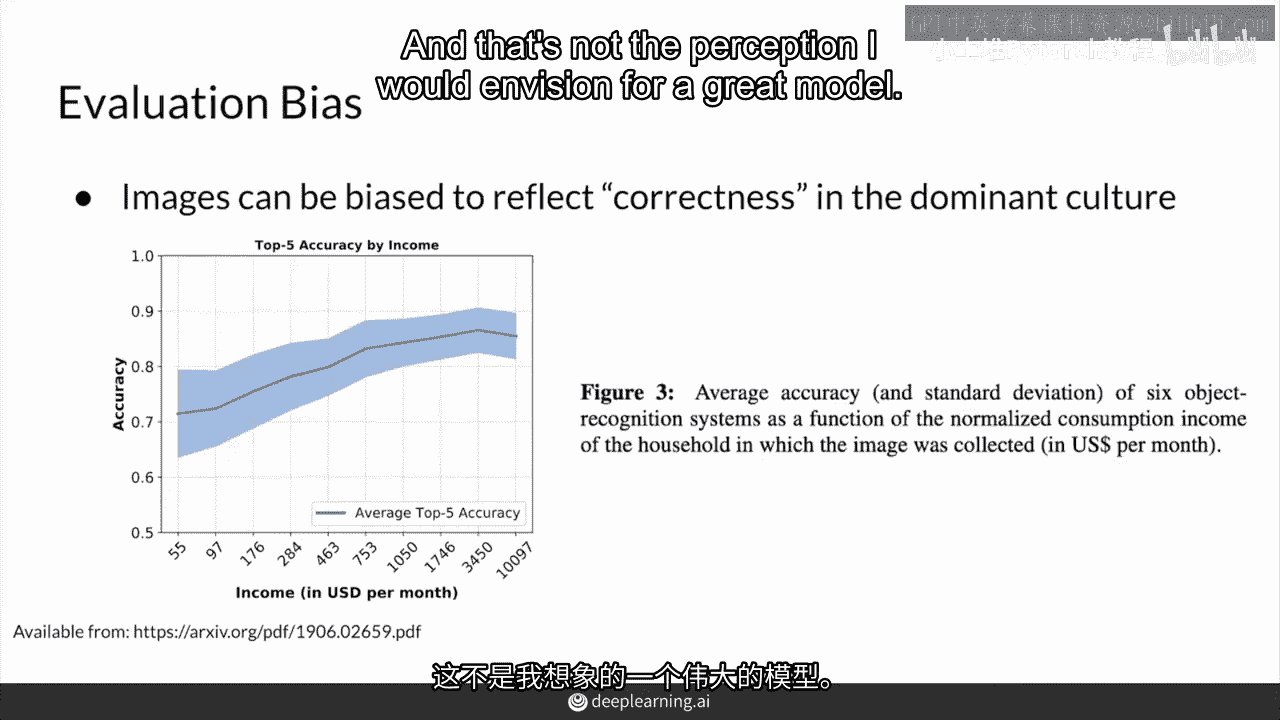 And that's not the perception I
would envision for a great model.
Evaluation Bias
● Images can be biased to reflect “correctness” in the dominant culture
Top-5 Accuracy by Income
1.0
0.9
0.8
0.7
0.6
0.5
Accuracy
Average Top-5 Accuracy
55 97 176 284 463 753 1050 1746 3450 10097
Income (in USD per month)
Figure 3: Average accuracy (and standard deviation) of six object-
recognition systems as a function of the normalized consumption income
of the household in which the image was collected (in US$ per month).
Available from: https://arxiv.org/pdf/1906.02659.pdf
这不是我想象的一个伟大的模型。
deeplearning.ai